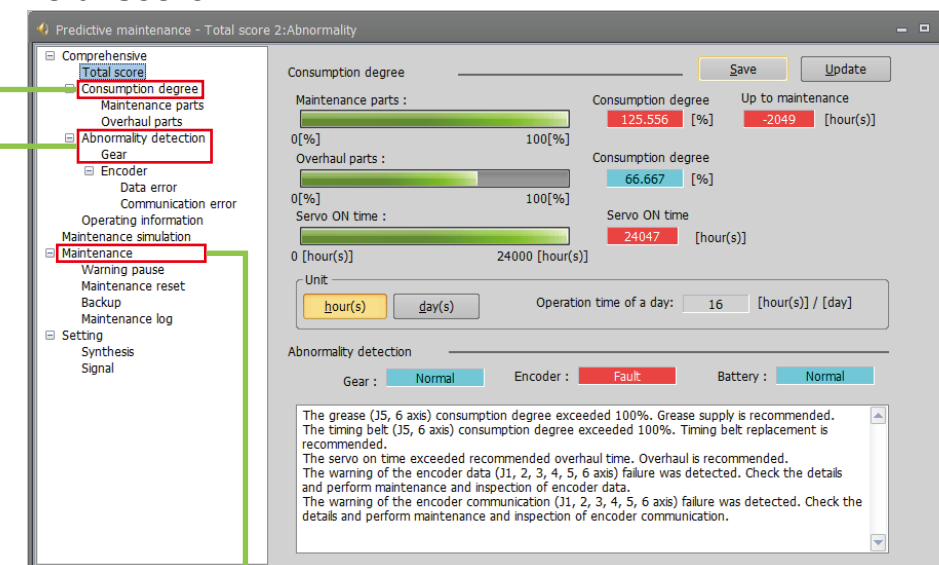 Predictive maintenance - Total score 2:Abnormality
Comprehensive
Total score
Consumption degree
Maintenance parts
Overhaul parts
Abnormality detection
Gear
Encoder
Data error
Communication error
Operating information
Maintenance simulation
Maintenance
Warning pause
Maintenance reset
Backup
Maintenance log
Setting
Synthesis
Signal
Consumption degree Save Update
Maintenance parts : Consumption degree Up to maintenance
125.556 [%] -2049 [hour(s)]
0[%] 100[%]
Overhaul parts : Consumption degree
66.667 [%]
0[%] 100[%]
Servo ON time : Servo ON time
24047 [hour(s)]
0 [hour(s)] 24000 [hour(s)]
Unit
hour(s) day(s) Operation time of a day: 16 [hour(s)] / [day]
Abnormality detection
Gear : Normal Encoder : Fault Battery : Normal
The grease (J5, 6 axis) consumption degree exceeded 100%. Grease supply is recommended.
The timing belt (J5, 6 axis) consumption degree exceeded 100%. Timing belt replacement is
recommended.
The servo on time exceeded recommended overhaul time. Overhaul is recommended.
The warning of the encoder data (J1, 2, 3, 4, 5, 6 axis) failure was detected. Check the details
and perform maintenance and inspection of encoder data.
The warning of the encoder communication (J1, 2, 3, 4, 5, 6 axis) failure was detected. Check the
details and perform maintenance and inspection of encoder communication.